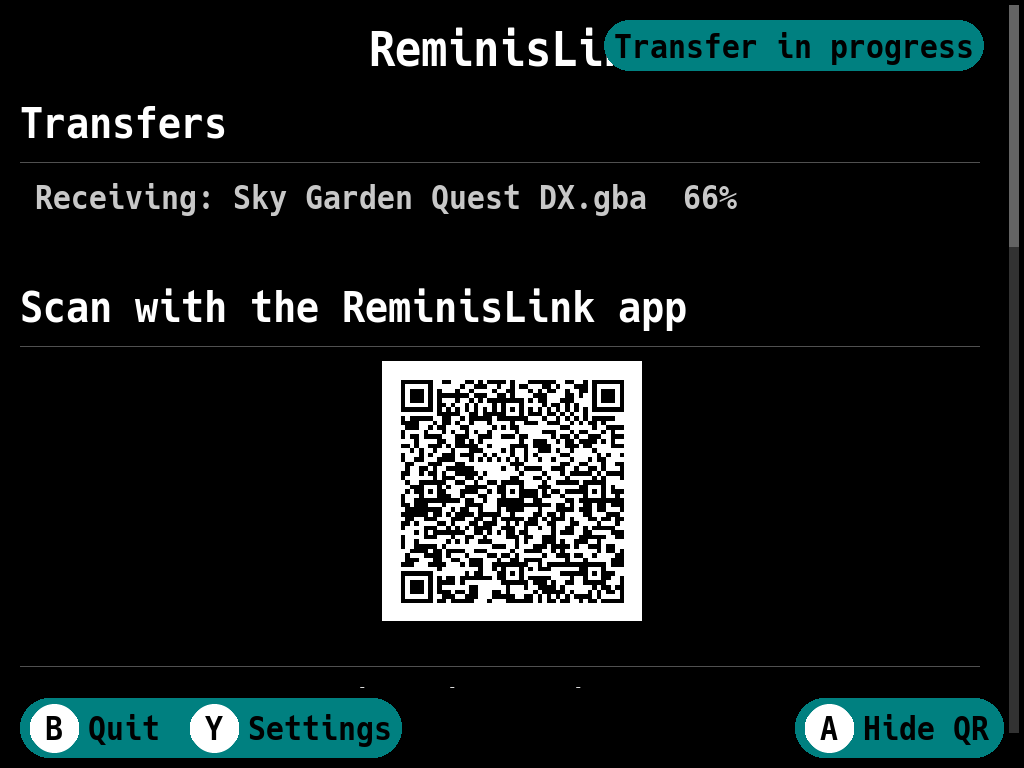 Transfer in progress
Transfers
Receiving: Sky Garden Quest DX.gba 66%
Scan with the ReminisLink app
B Quit Y Settings
A Hide QR